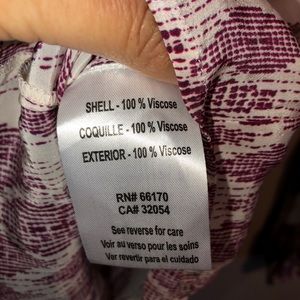 SHELL - 100 % Viscose
COQUILLE - 100 % Viscose
EXTERIOR - 100 % Viscose
RN# 66170
CA# 32054
See reverse for care
Voir au verso pour les soins
Ver revertir para el cuidado